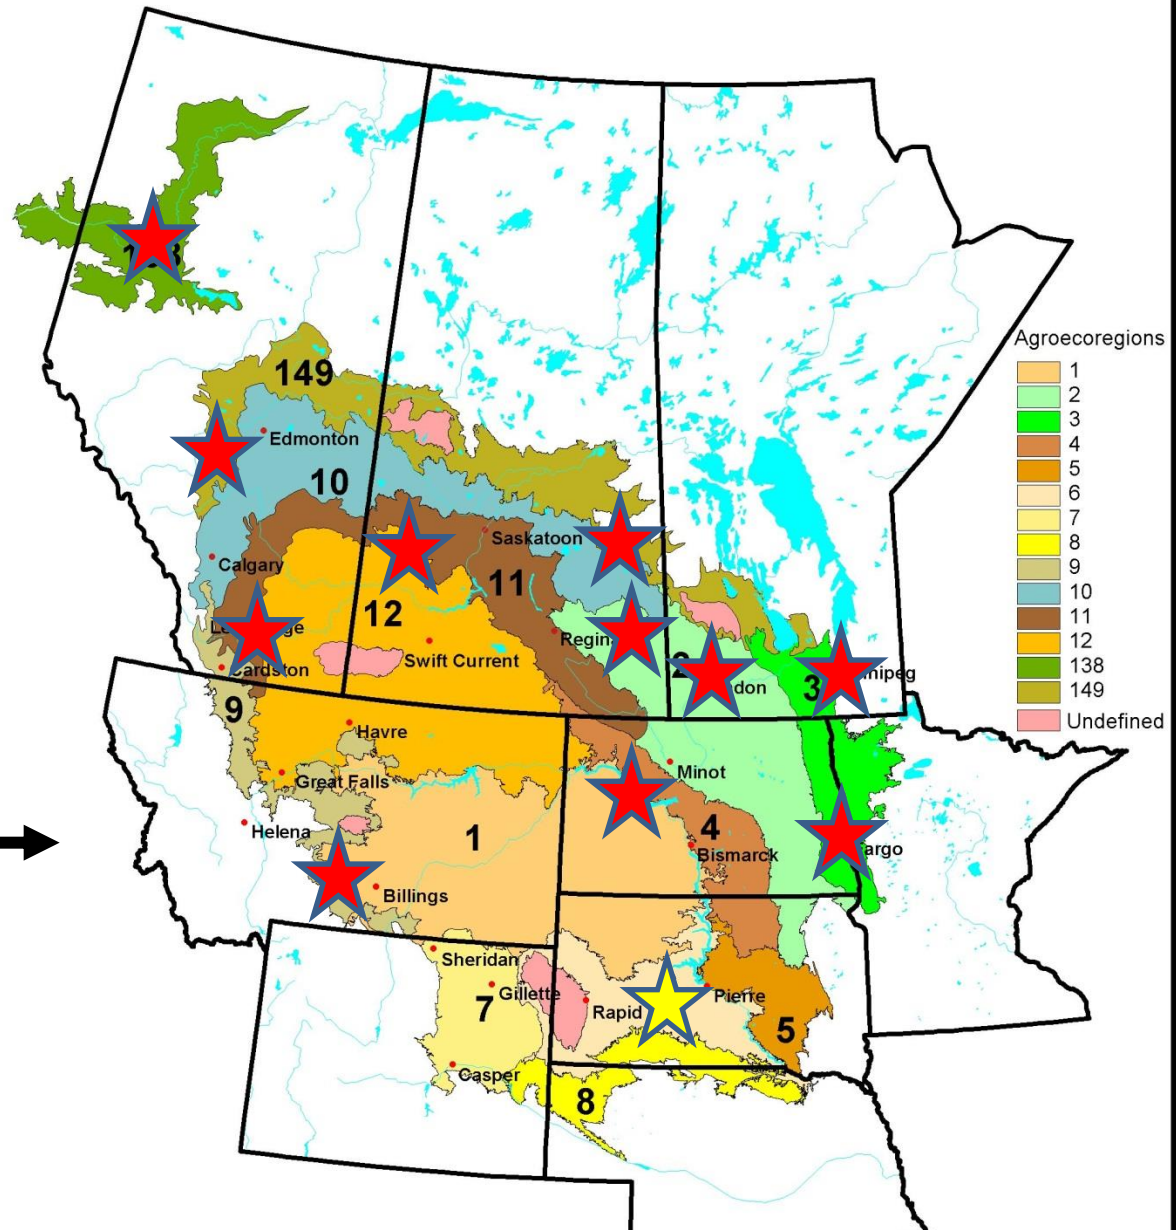 149
Edmonton
10
Saskatoon
Calgary
11
12
Swift Current
9
Havre
Great Falls
Helena
1
Billings
Minot
4
Bismarck
3
Sheridan
Gillette
7
Rapid
Pierre
5
Casper
8
Agroecoregions
1
2
3
4
5
6
7
8
9
10
11
12
138
149
Undefined